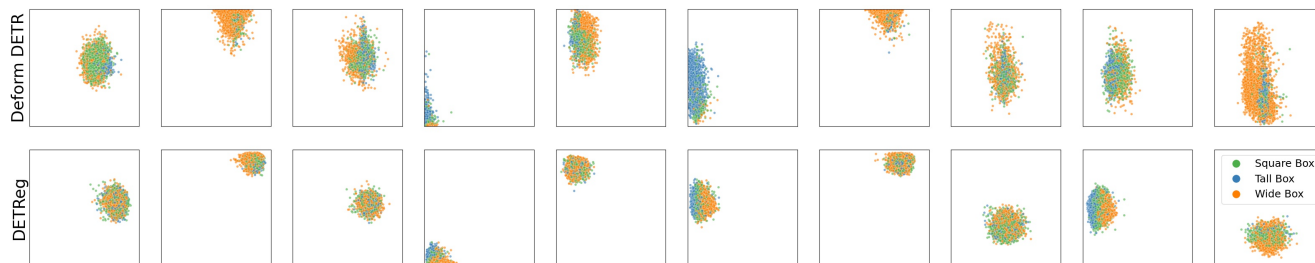 Deform DETR
DETReg
Square Box
Tall Box
Wide Box